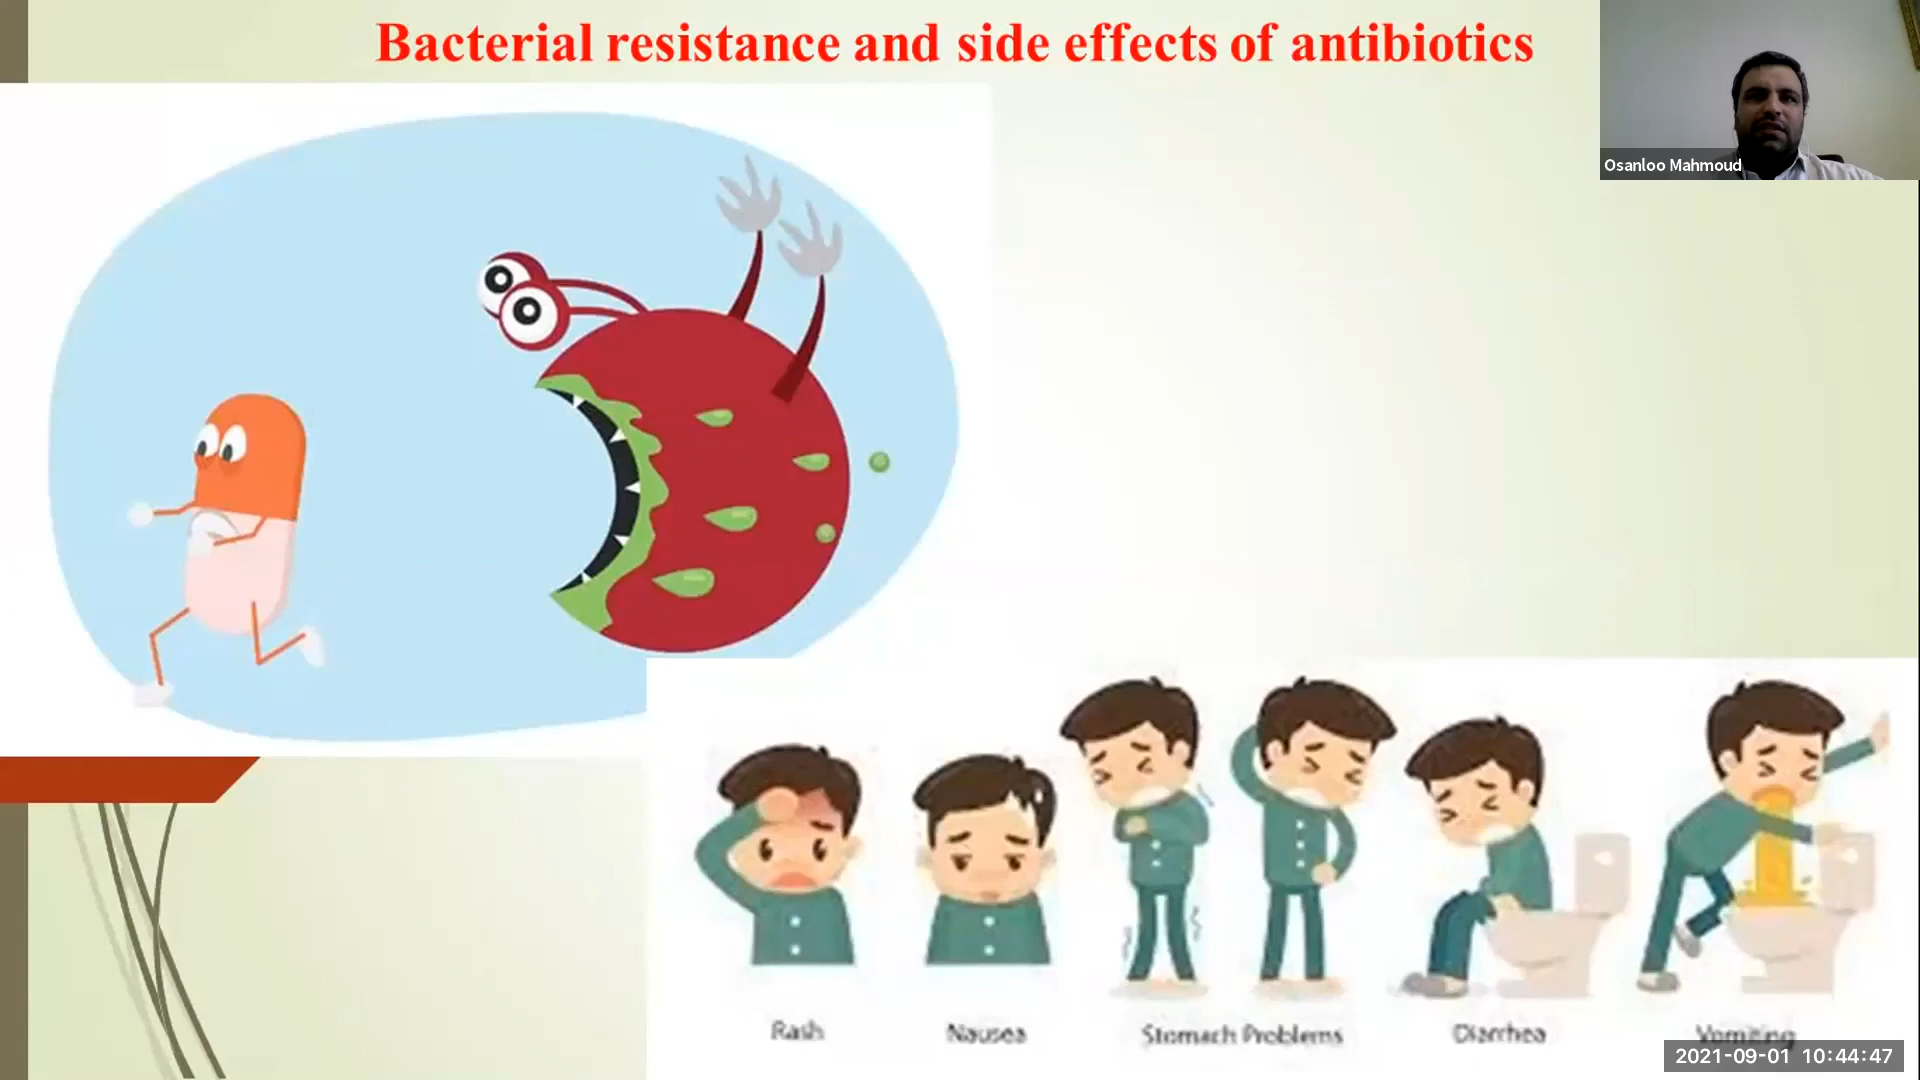 Bacterial resistance and side effects of antibiotics
Osanloo Mahmoud
Rash
Nausea
Stomach Problems
Diarrhea
Vomiting
2021-09-01 10:44:47